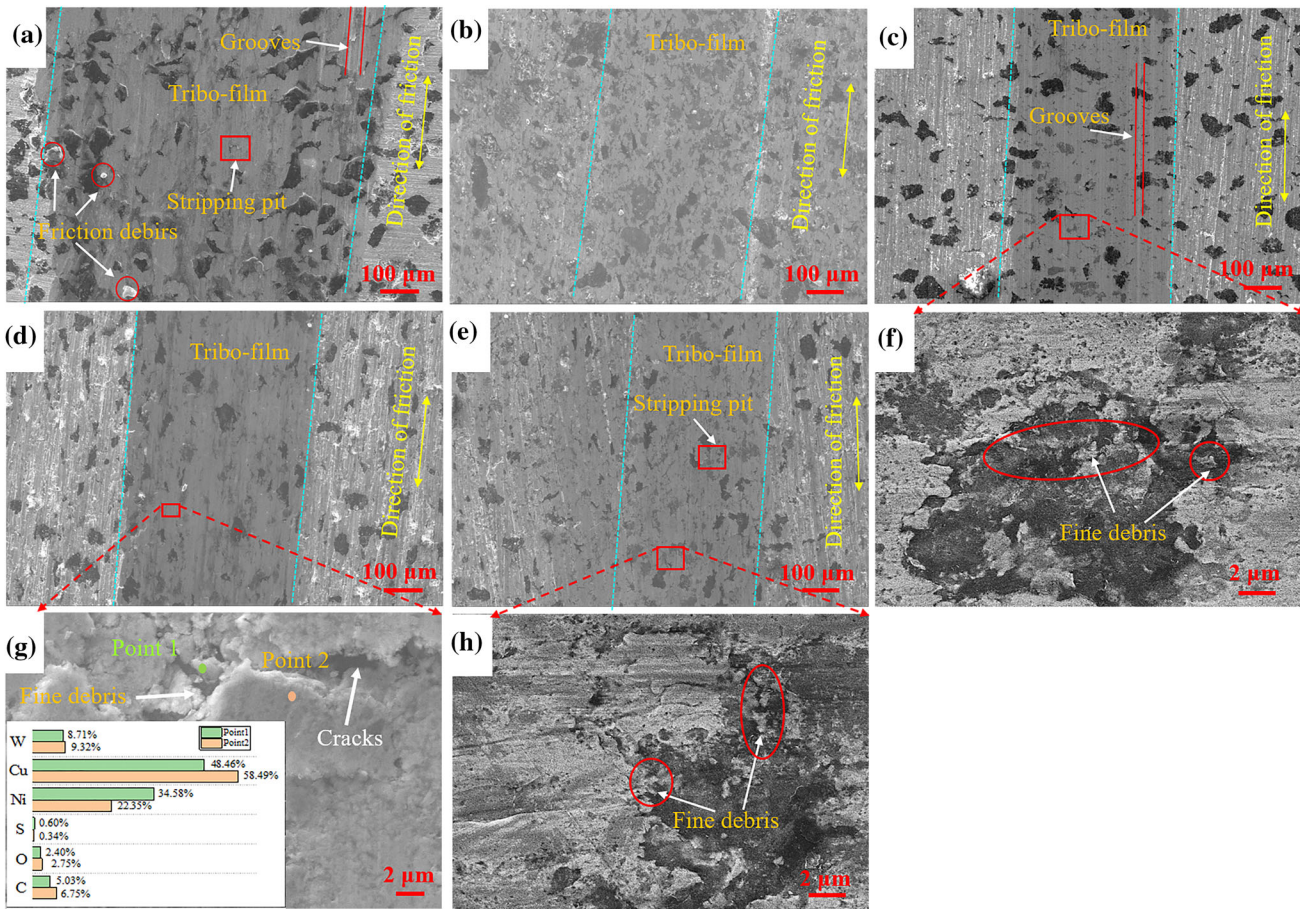 (a)
Grooves
Tribo-film
Stripping pit
Friction debirs
Direction of friction
100 μm
(b)
Tribo-film
Direction of friction
100 μm
(c)
Tribo-film
Grooves
Direction of friction
100 μm
(d)
Tribo-film
Direction of friction
100 μm
(e)
Tribo-film
Stripping pit
Direction of friction
100 μm
(f)
Fine debris
2 μm
(g)
Point 1
Point 2
Fine debris
Cracks
Point1
Point2
W 8.71%
9.32%
Cu 48.46%
58.49%
Ni 34.58%
22.35%
S 0.60%
0.34%
O 2.40%
2.75%
C 5.03%
6.75%
2 μm
(h)
Fine debris
2 μm